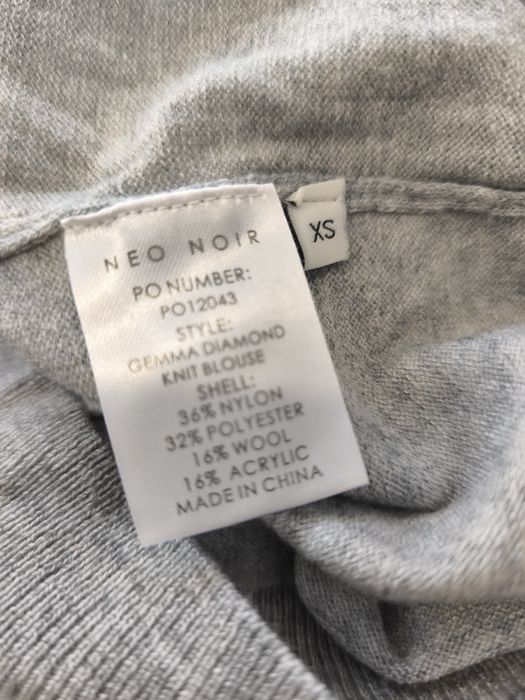 NEO NOIR
PO NUMBER:
PO12043
STYLE:
GEMMA DIAMOND
KNIT BLOUSE
SHELL:
36% NYLON
32% POLYESTER
16% WOOL
16% ACRYLIC
MADE IN CHINA
XS